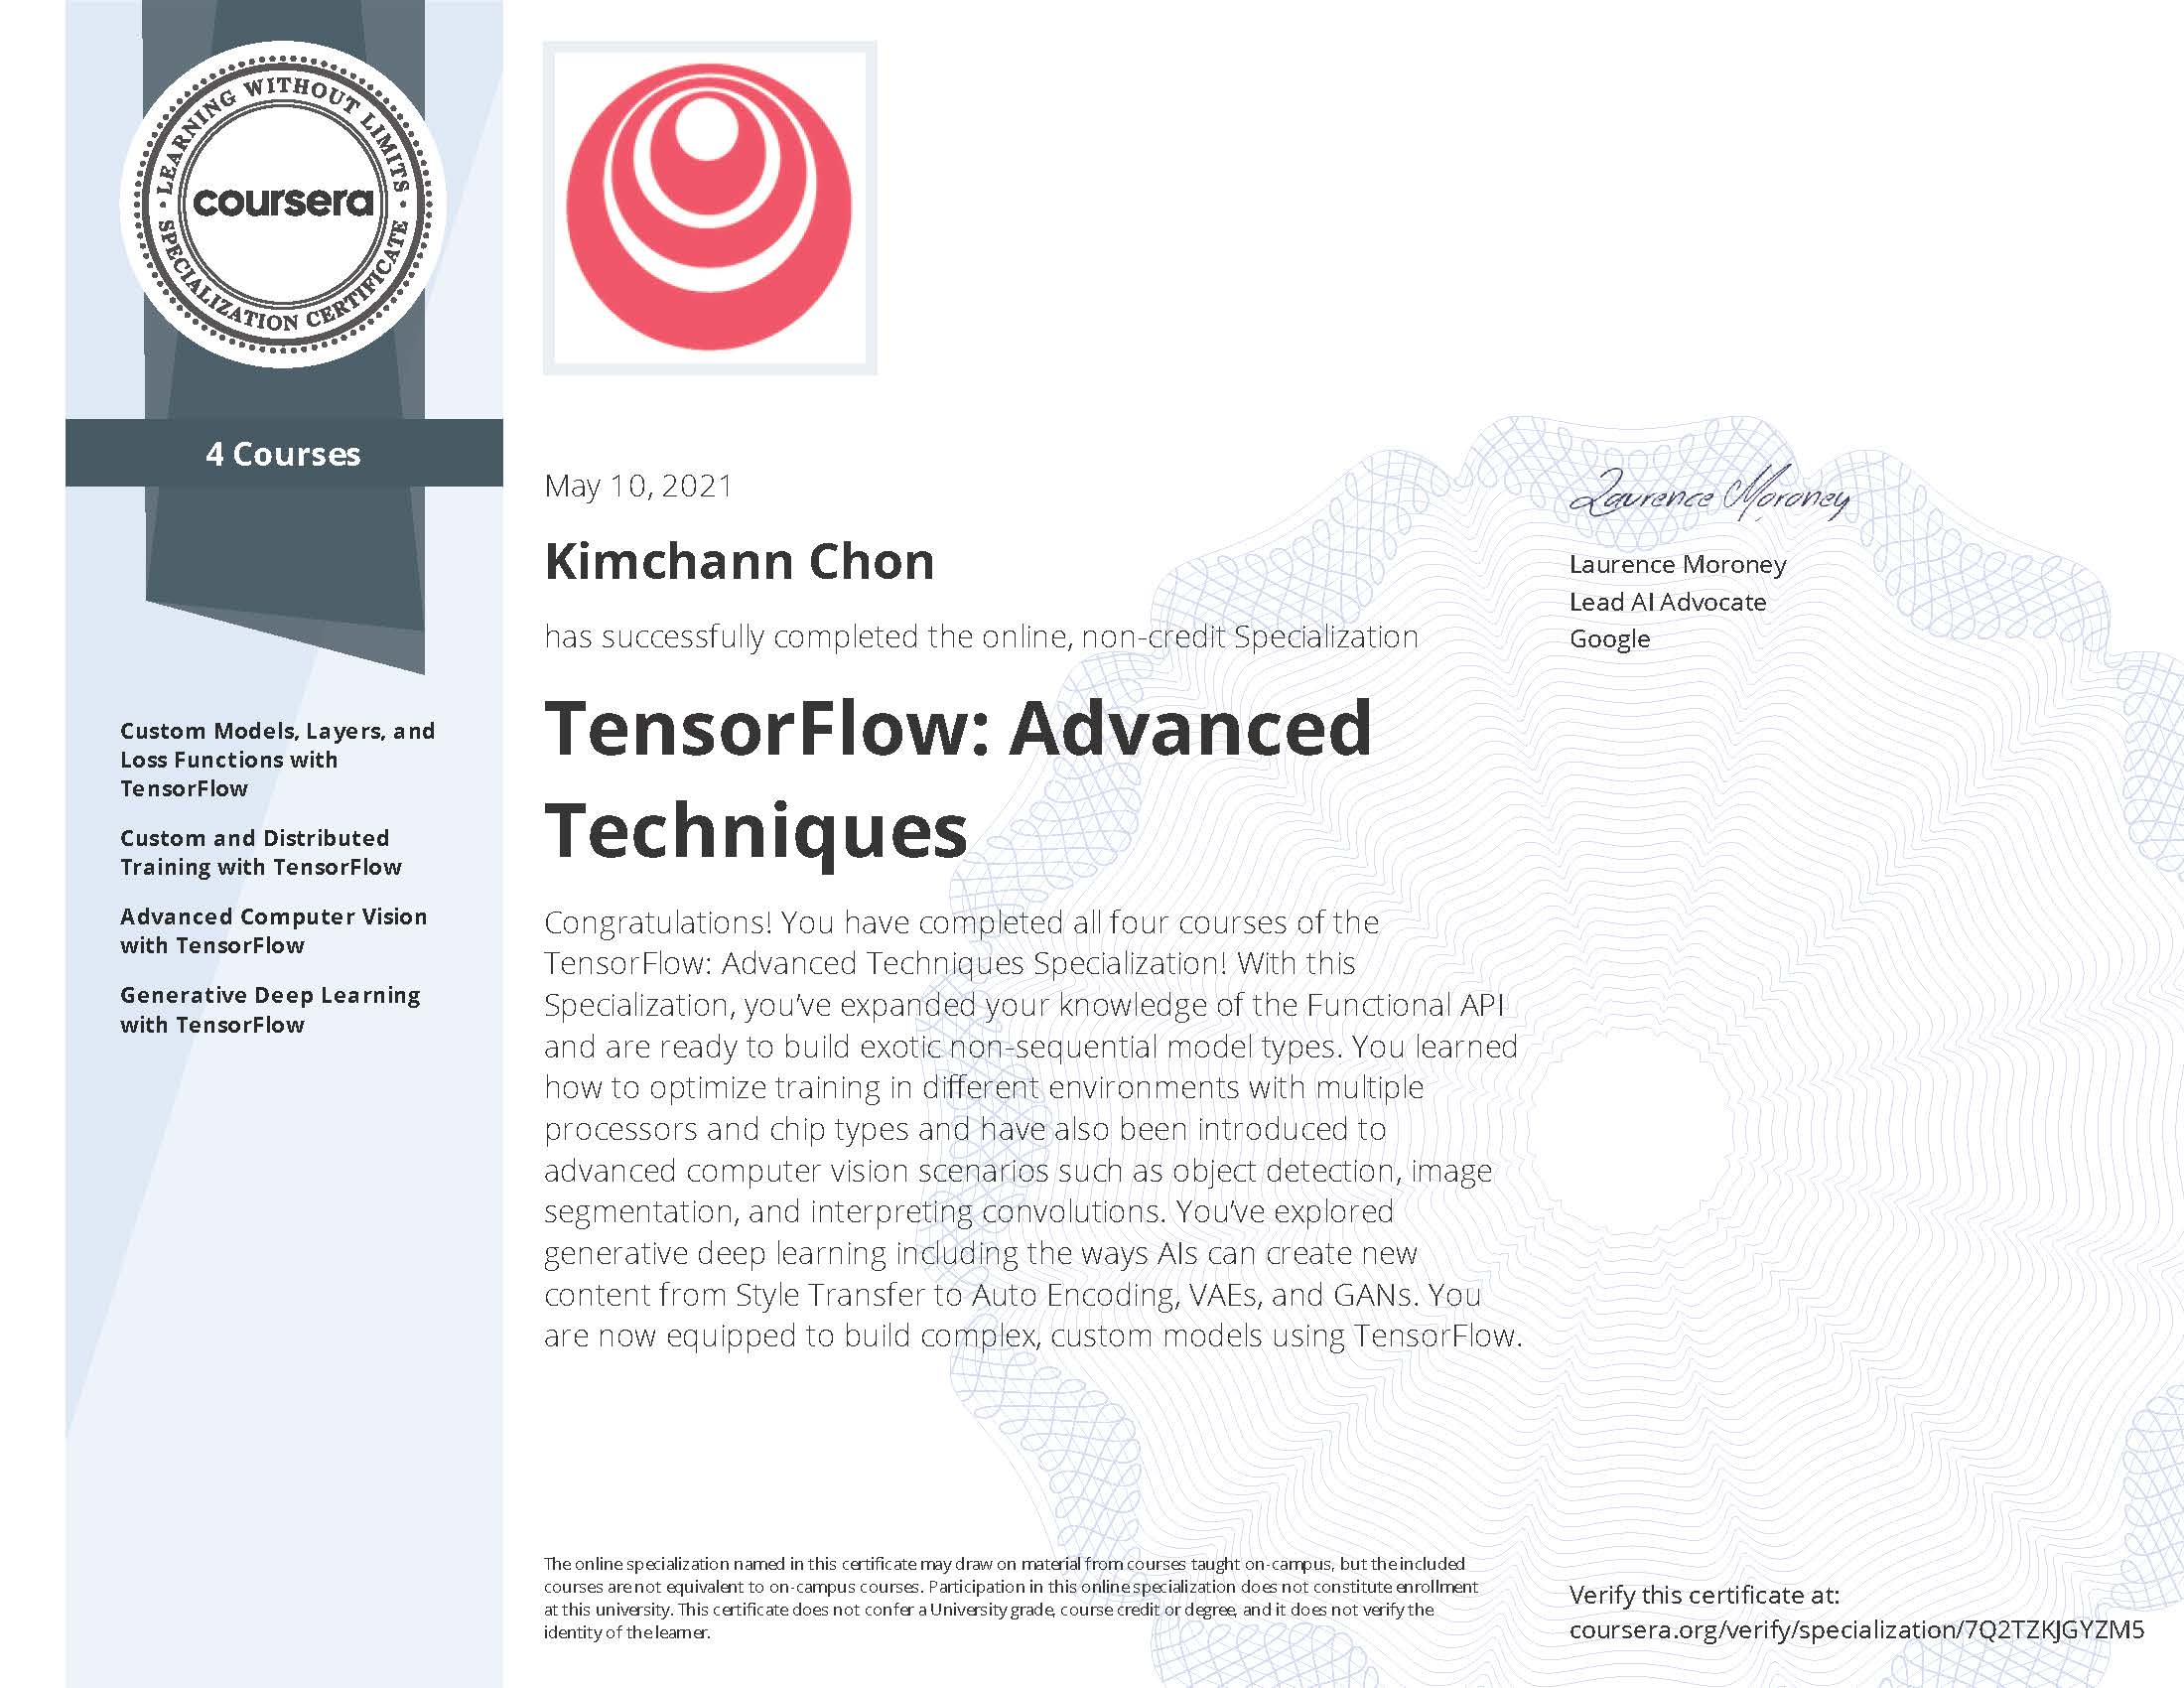 LEARNING WITHOUT LIMITS
coursera
SPECIALIZATION CERTIFICATE
4 Courses
Custom Models, Layers, and
Loss Functions with
TensorFlow
Custom and Distributed
Training with TensorFlow
Advanced Computer Vision
with TensorFlow
Generative Deep Learning
with TensorFlow
May 10, 2021
Kimchann Chon
has successfully completed the online, non-credit Specialization
TensorFlow: Advanced
Techniques
Congratulations! You have completed all four courses of the
TensorFlow: Advanced Techniques Specialization! With this
Specialization, you’ve expanded your knowledge of the Functional API
and are ready to build exotic non-sequential model types. You learned
how to optimize training in different environments with multiple
processors and chip types and have also been introduced to
advanced computer vision scenarios such as object detection, image
segmentation, and interpreting convolutions. You’ve explored
generative deep learning including the ways AIs can create new
content from Style Transfer to Auto Encoding, VAEs, and GANs. You
are now equipped to build complex, custom models using TensorFlow.
The online specialization named in this certificate may draw on material from courses taught on-campus, but the included
courses are not equivalent to on-campus courses. Participation in this online specialization does not constitute enrollment
at this university. This certificate does not confer a University grade, course credit or degree, and it does not verify the
identity of the learner.
Laurence Moroney
Laurence Moroney
Lead AI Advocate
Google
Verify this certificate at:
coursera.org/verify/specialization/7Q2TZKJGYZM5